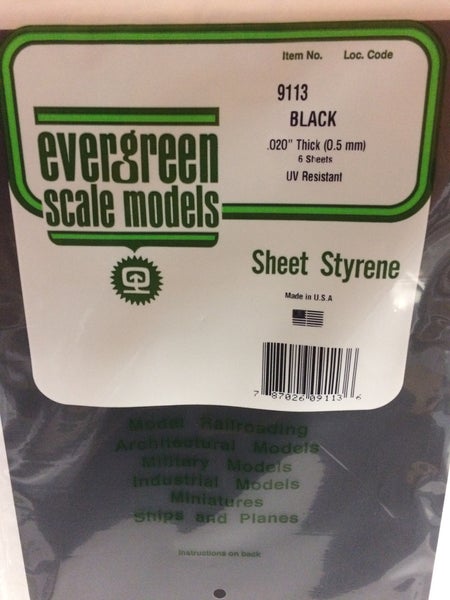 Item No. Loc. Code
9113
BLACK
.020" Thick (0.5 mm)
6 Sheets
UV Resistant
evergreen
scale models
Sheet Styrene
Made in U.S.A
7 87026 09113 6
Model Railroading
Architectural Models
Military Models
Industrial Models
Miniatures
Ships and Planes
Instructions on back